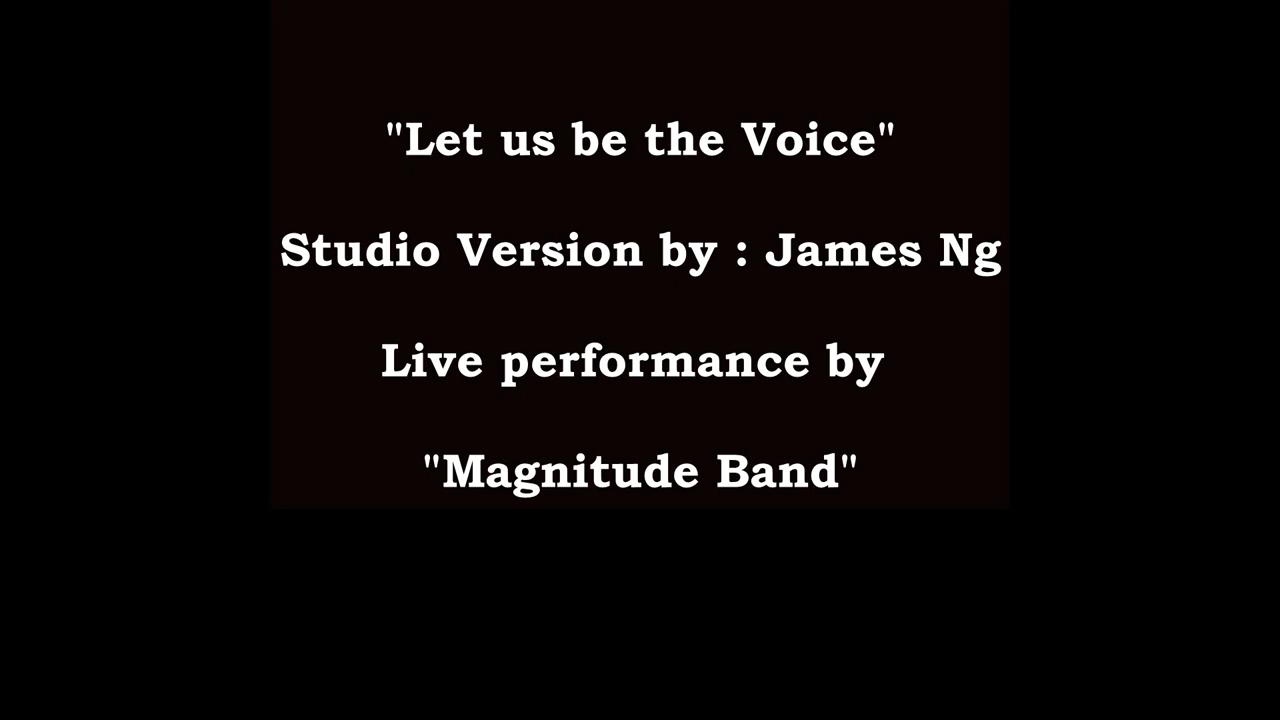 "Let us be the Voice"
Studio Version by : James Ng
Live performance by
"Magnitude Band"